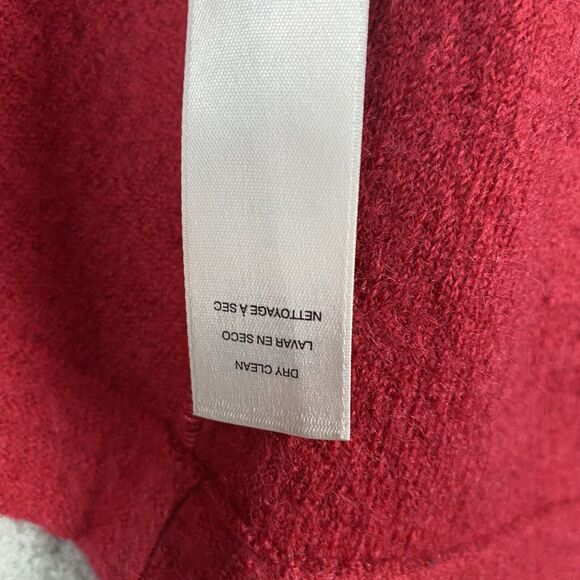 DRY CLEAN
LAVAR EN SECO
NETTOYAGE À SEC